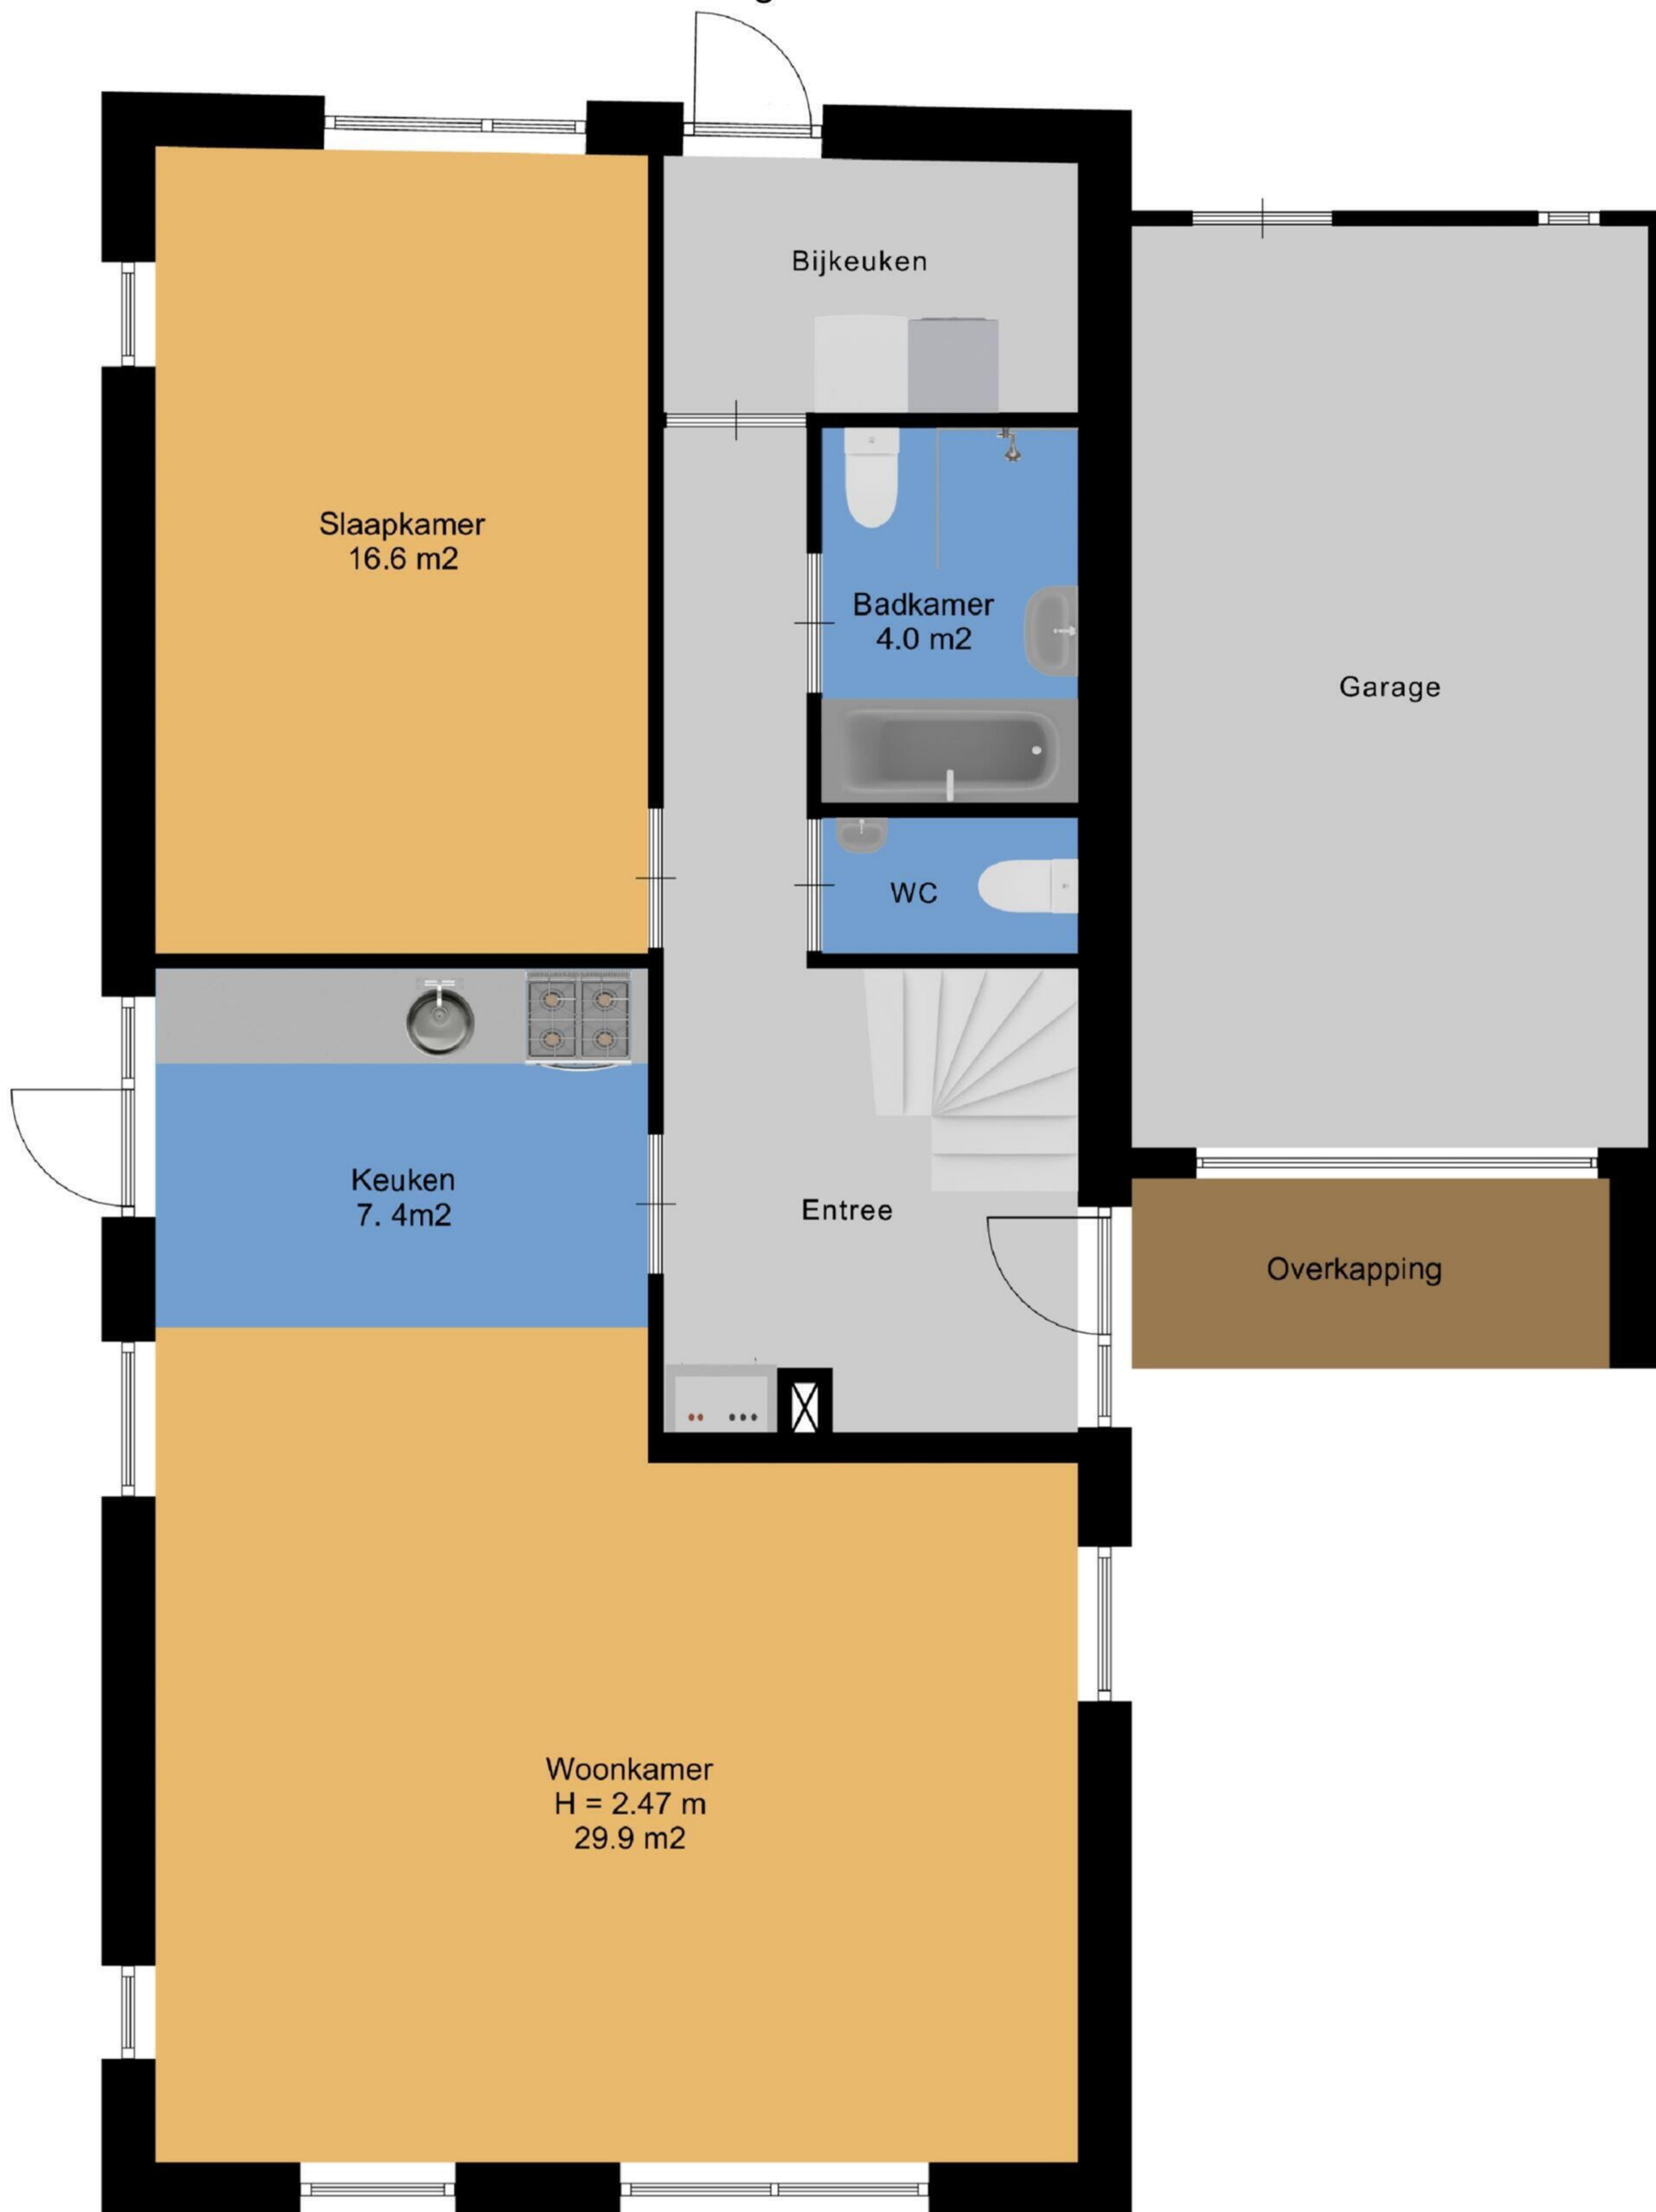 Bijkeuken
Slaapkamer
16.6 m2
Badkamer
4.0 m2
Garage
WC
Keuken
7. 4m2
Entree
Overkapping
Woonkamer
H = 2.47 m
29.9 m2